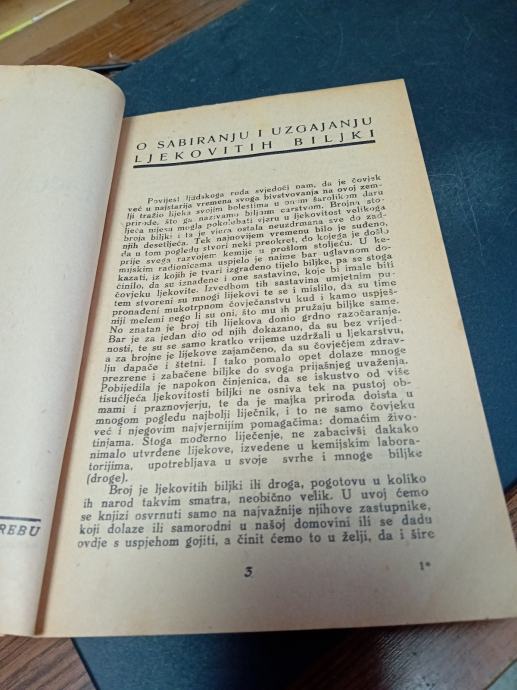 O SABIRANJU I UZGAJANJU
LJEKOVITIH BILJKI
Povijest ljudskoga roda svjedoči nam, da je čovjek
već u najstarija vremena svoga bivstvovanja na ovoj zem-
lji tražio lijeka svojim bolestima u onom šarolikom daru
prirode, što ga nazivamo biljnim carstvom. Brojna sto-
ljeća nijesu mogla pokolebati vjeru u ljekovitost velikoga
broja biljki i ta je vjera ostala neuzdrmana sve do zad-
njih desetljeća. Tek najnovijem vremenu bilo je suđeno,
da u tom pogledu stvori neki preokret, do kojega je došlo
prije svega razvojem kemije u prošlom stoljeću. U ke-
mijskim radionicama uspjelo je naime bar uglavnom do-
kazati, iz kojih je tvari izgrađeno tijelo biljke, pa se stoga
činilo, da su iznađene i one sastavine, koje bi imale biti
čovjeku ljekovite. Izvedbom tih sastavina umjetnim pu-
tem stvoreni su mnogi lijekovi te se i mislilo, da su time
pronađeni mukotrpnom čovječanstvu kud i kamo uspješ-
niji melemi nego li su oni, što mu ih pružaju biljke same.
No znatan je broj tih lijekova donio grdno razočaranje.
Bar je za jedan dio od njih dokazano, da su bez vrijed-
nosti, te su se samo kratko vrijeme uzdržali u ljekarstvu,
a za brojne je lijekove zajamčeno, da su čovječjem zdrav-
lju dapače i štetni. I tako pomalo opet dolaze mnoge
prezrene i zabačene biljke do svoga prijašnjeg uvaženja.
Pobijedila je napokon činjenica, da se iskustvo od više
tisućljeća ljekovitosti biljki ne osniva tek na pustoj ob-
mami i praznovjerju, te da je majka priroda doista u
mnogom pogledu najbolji liječnik, i to ne samo čovjeku
već i njegovim najvjernijim pomagačima: domaćim živo-
tinjama. Stoga moderno liječenje, ne zabacivši dakako
nimalo utvrđene lijekove, izvedene u kemijskim labora-
torijima, upotrebljava u svoje svrhe i mnoge biljke
(droge).
Broj je ljekovitih biljki ili droga, pogotovu u koliko
ih narod takvim smatra, neobično velik. U uvoj ćemo
se knjizi osvrnuti samo na najvažnije njihove zastupnike,
koji dolaze ili samorodni u našoj domovini ili se dadu
ovdje s uspjehom gojiti, a činit ćemo to u želji, da i šire
3
1*
REBU